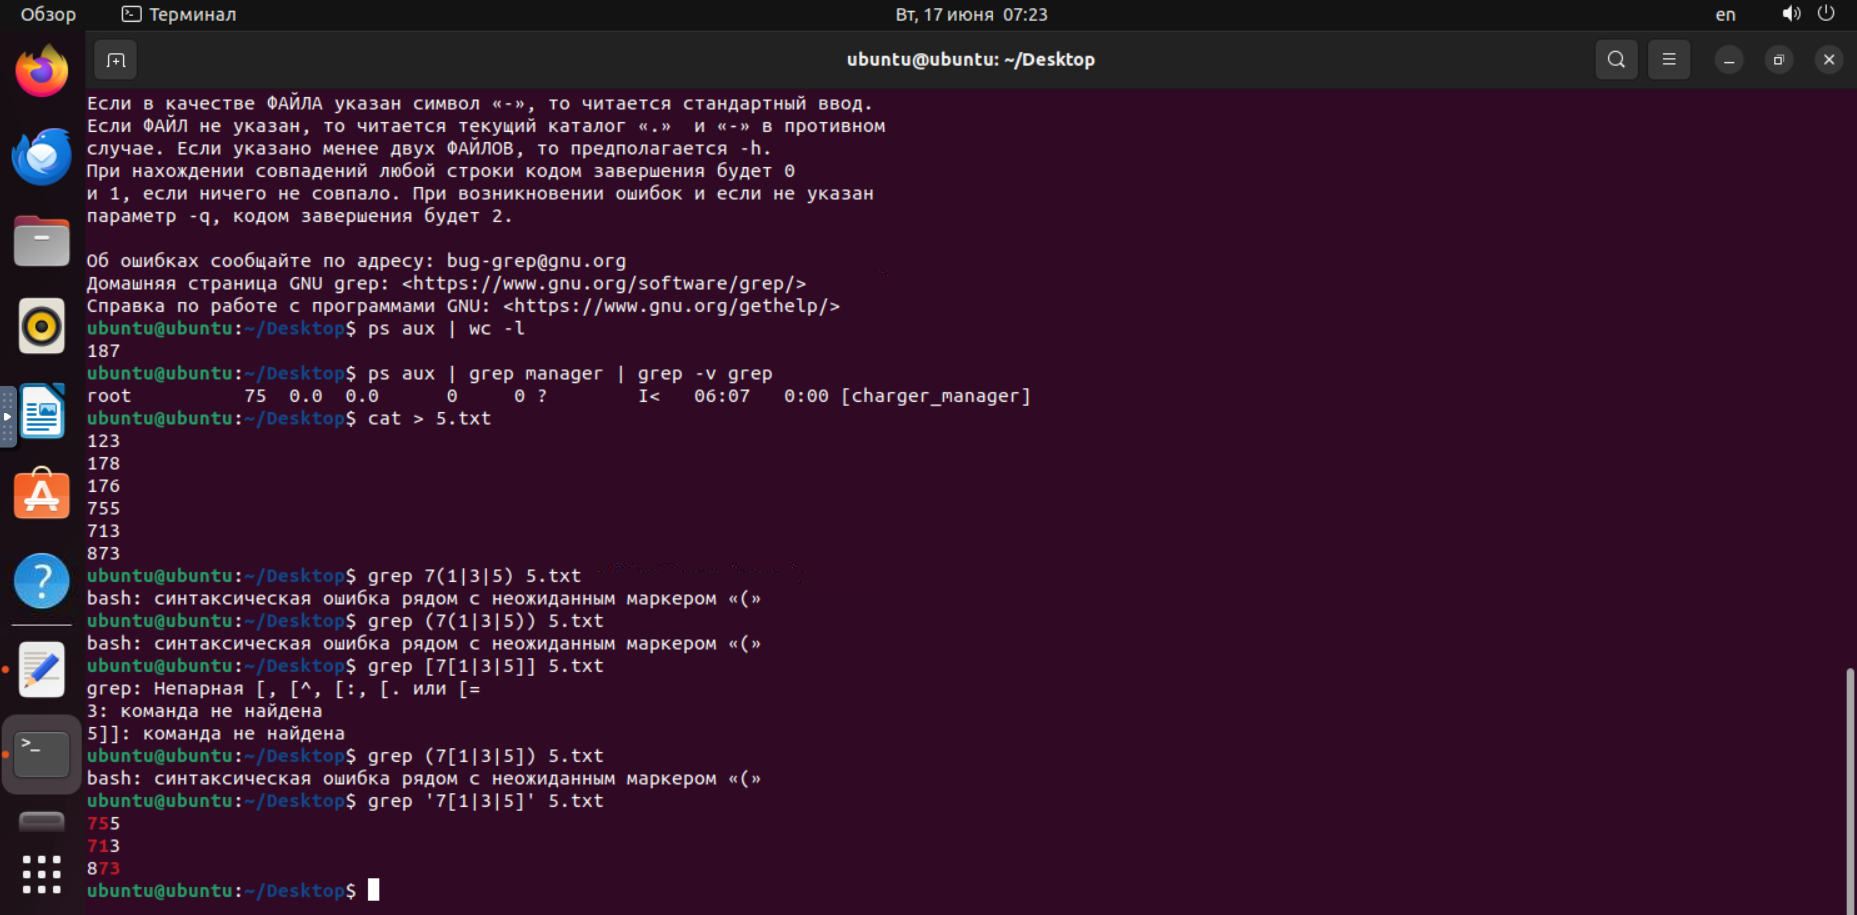 Обзор
Терминал
Вт, 17 июня 07:23
en
ubuntu@ubuntu: ~/Desktop
Если в качестве ФАЙЛА указан символ «-», то читается стандартный ввод.
Если ФАЙЛ не указан, то читается текущий каталог «.»  и «-» в противном
случае. Если указано менее двух ФАЙЛОВ, то предполагается -h.
При нахождении совпадений любой строки кодом завершения будет 0
и 1, если ничего не совпало. При возникновении ошибок и если не указан
параметр -q, кодом завершения будет 2.
Об ошибках сообщайте по адресу: bug-grep@gnu.org
Домашняя страница GNU grep: <https://www.gnu.org/software/grep/>
Справка по работе с программами GNU: <https://www.gnu.org/gethelp/>
ubuntu@ubuntu:~/Desktop$ ps aux | wc -l
187
ubuntu@ubuntu:~/Desktop$ ps aux | grep manager | grep -v grep
root          75  0.0  0.0      0     0 ?        I<   06:07   0:00 [charger_manager]
ubuntu@ubuntu:~/Desktop$ cat > 5.txt
123
178
176
755
713
873
ubuntu@ubuntu:~/Desktop$ grep 7(1|3|5) 5.txt
bash: синтаксическая ошибка рядом с неожиданным маркером «(»
ubuntu@ubuntu:~/Desktop$ grep (7(1|3|5)) 5.txt
bash: синтаксическая ошибка рядом с неожиданным маркером «(»
ubuntu@ubuntu:~/Desktop$ grep [7[1|3|5]] 5.txt
grep: Непарная [, [^, [:, [. или [=
3: команда не найдена
5]]: команда не найдена
ubuntu@ubuntu:~/Desktop$ grep (7[1|3|5]) 5.txt
bash: синтаксическая ошибка рядом с неожиданным маркером «(»
ubuntu@ubuntu:~/Desktop$ grep '7[1|3|5]' 5.txt
755
713
873
ubuntu@ubuntu:~/Desktop$